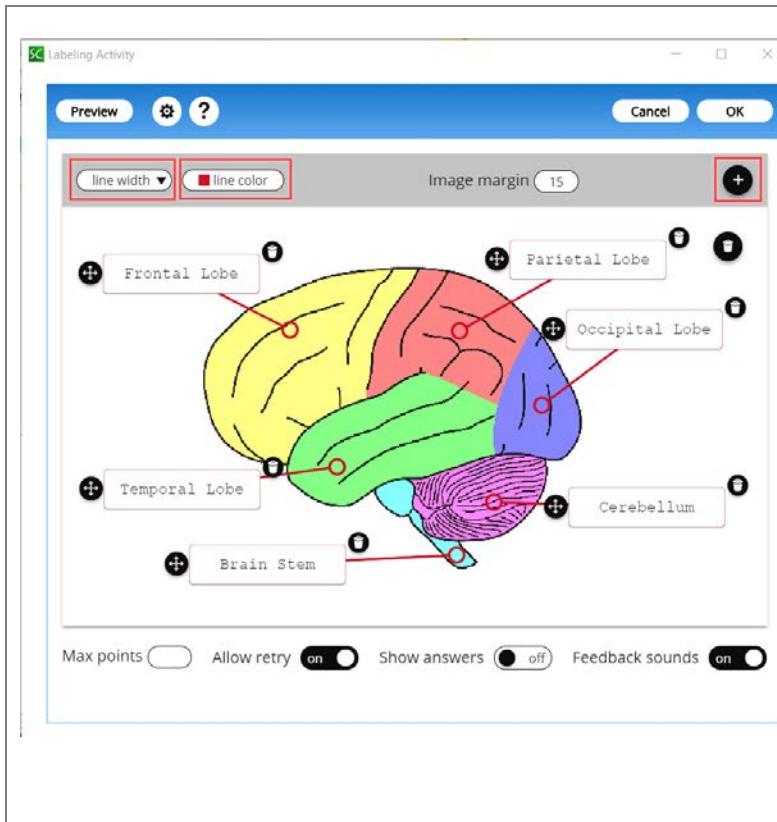 SC Labeling Activity
Preview ? Cancel OK
line width line color Image margin 15 +
Frontal Lobe
Parietal Lobe
Occipital Lobe
Temporal Lobe
Cerebellum
Brain Stem
Max points Allow retry on Show answers off Feedback sounds on